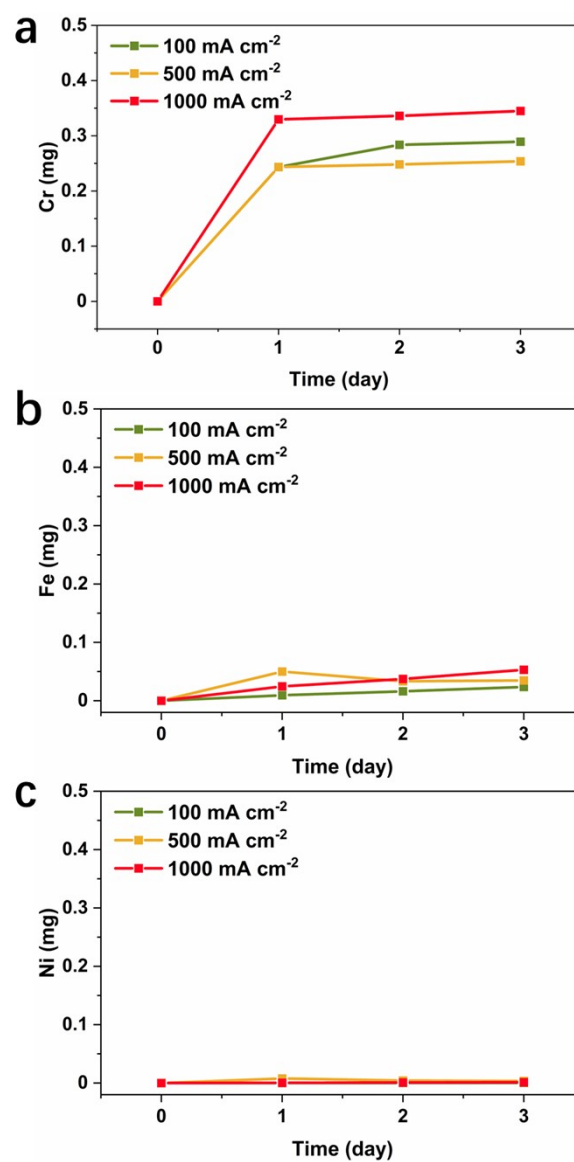 a
100 mA cm⁻²
500 mA cm⁻²
1000 mA cm⁻²
0.5
0.4
0.3
0.2
0.1
0
Cr (mg)
0 1 2 3
Time (day)
b
100 mA cm⁻²
500 mA cm⁻²
1000 mA cm⁻²
0.5
0.4
0.3
0.2
0.1
0
Fe (mg)
0 1 2 3
Time (day)
c
100 mA cm⁻²
500 mA cm⁻²
1000 mA cm⁻²
0.5
0.4
0.3
0.2
0.1
0
Ni (mg)
0 1 2 3
Time (day)